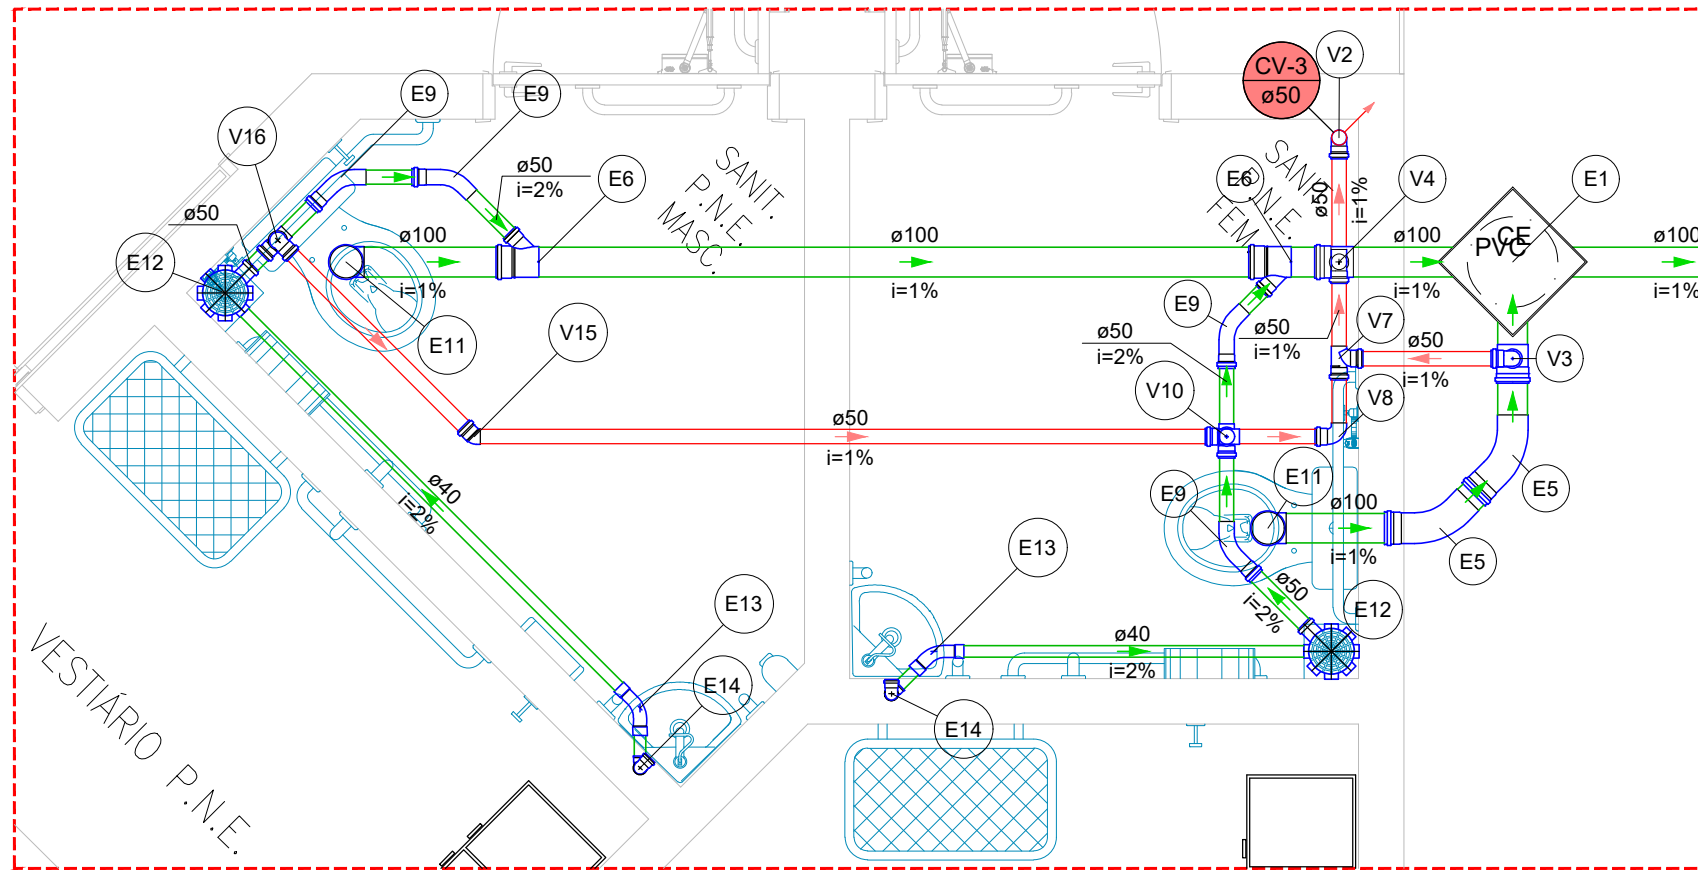 CV-3
ø50
V2
E9
E9
V16
ø50
i=2%
E6
SANIT.
P.N.E.
MASC.
SANIT.
P.N.E.
FEM.
E6
ø50
i=1%
V4
E1
CE
PVC
ø50
E12
ø100
i=1%
ø100
i=1%
ø100
i=1%
ø100
i=1%
E11
V15
E9
ø50
i=2%
ø50
i=1%
V7
ø50
i=1%
V3
V10
V8
ø50
i=1%
ø40
i=2%
E9
E11
ø100
i=1%
E5
E5
E13
ø50
i=2%
E12
E13
ø40
i=2%
E14
E14
VESTIÁRIO P.N.E.